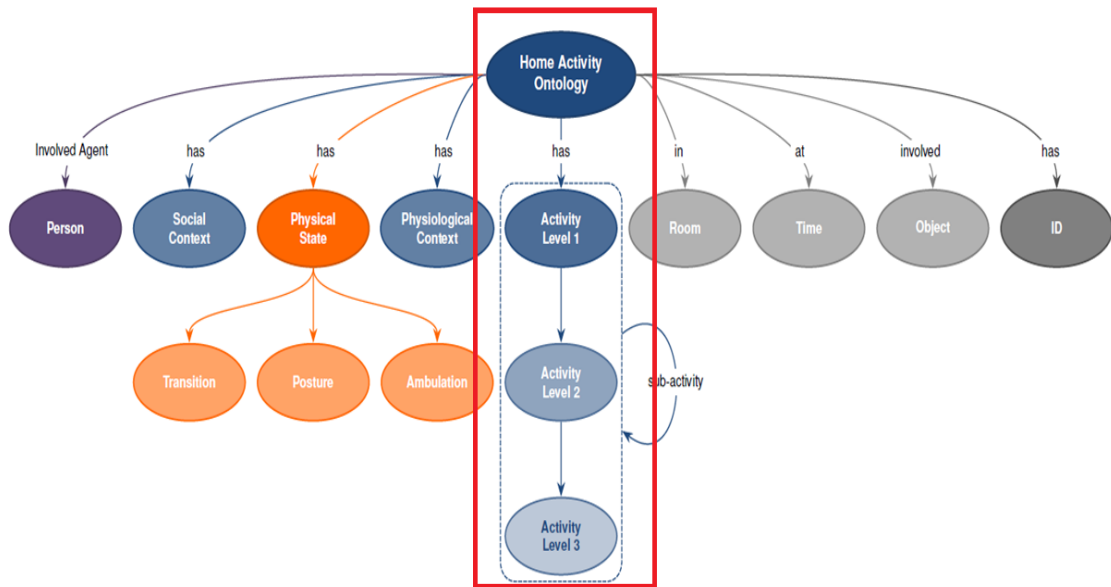 Home Activity
Ontology
Involved Agent
has
has
has
has
in
at
involved
has
Person
Social
Context
Physical
State
Physiological
Context
Activity
Level 1
Room
Time
Object
ID
Transition
Posture
Ambulation
Activity
Level 2
sub-activity
Activity
Level 3